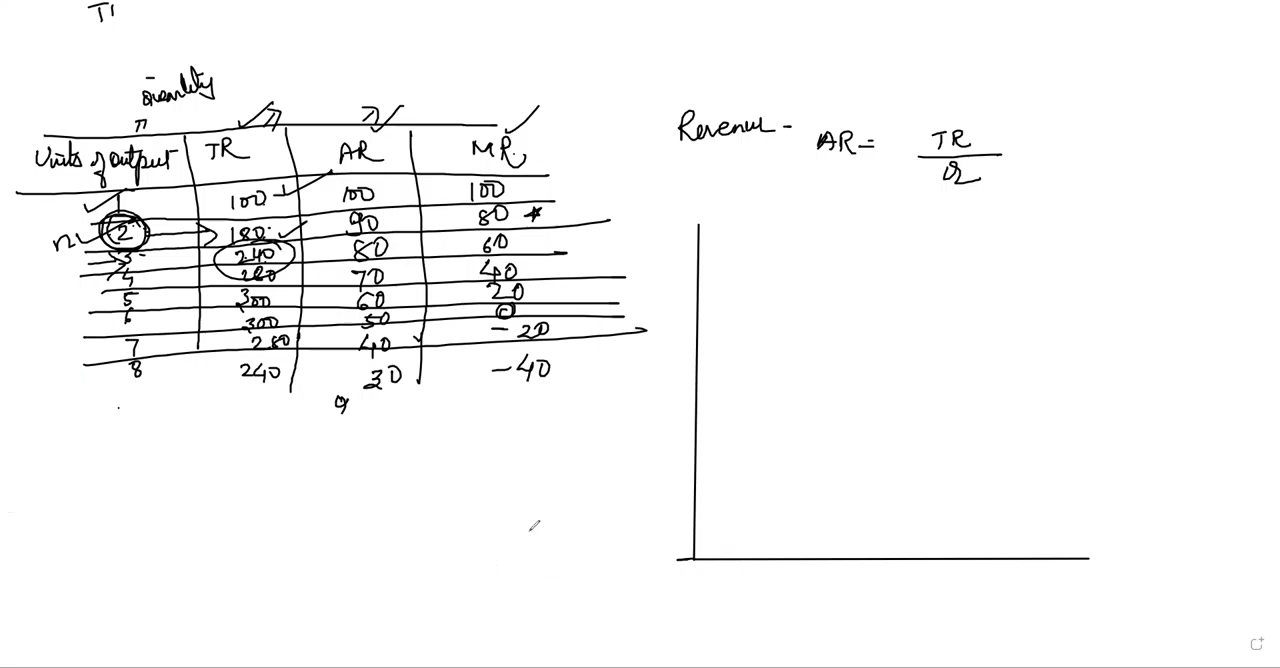 TI
Quantity
Units of output TR AR MR
100 100 100
2 180 90 80 *
3 240 80 60
4 280 70 40
5 300 60 20
6 300 50 0
7 280 40 -20
8 240 30 -40
Revenue - AR = TR
Q